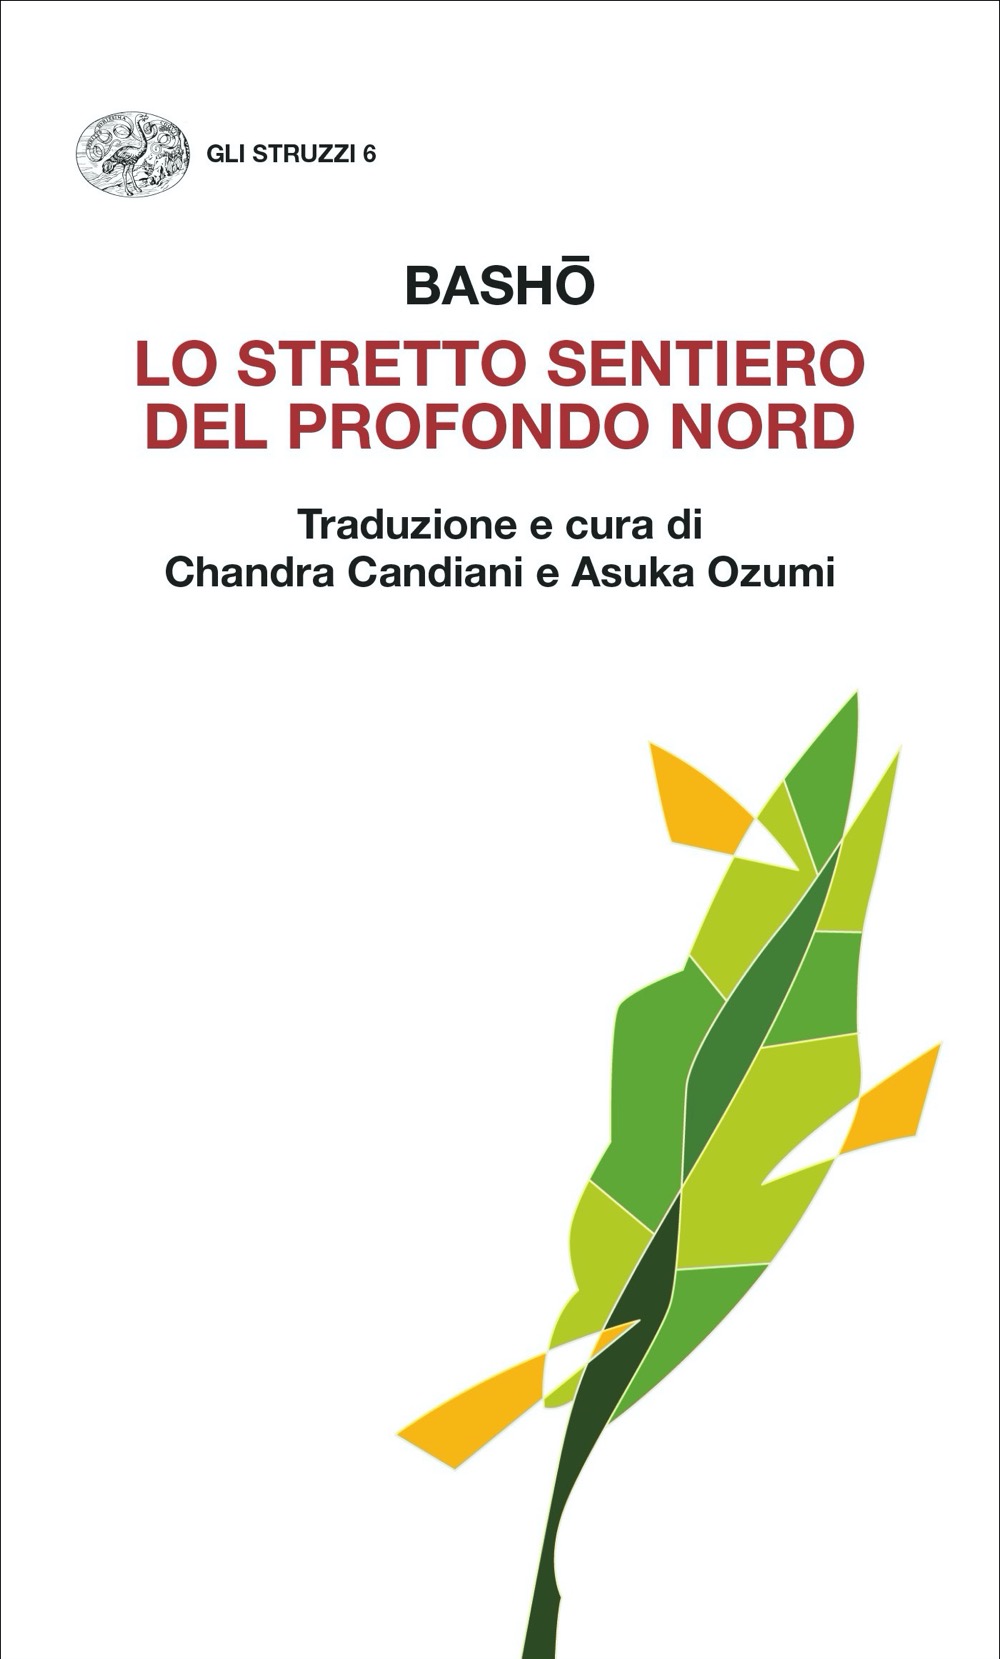 GLI STRUZZI 6
BASHŌ
LO STRETTO SENTIERO
DEL PROFONDO NORD
Traduzione e cura di
Chandra Candiani e Asuka Ozumi